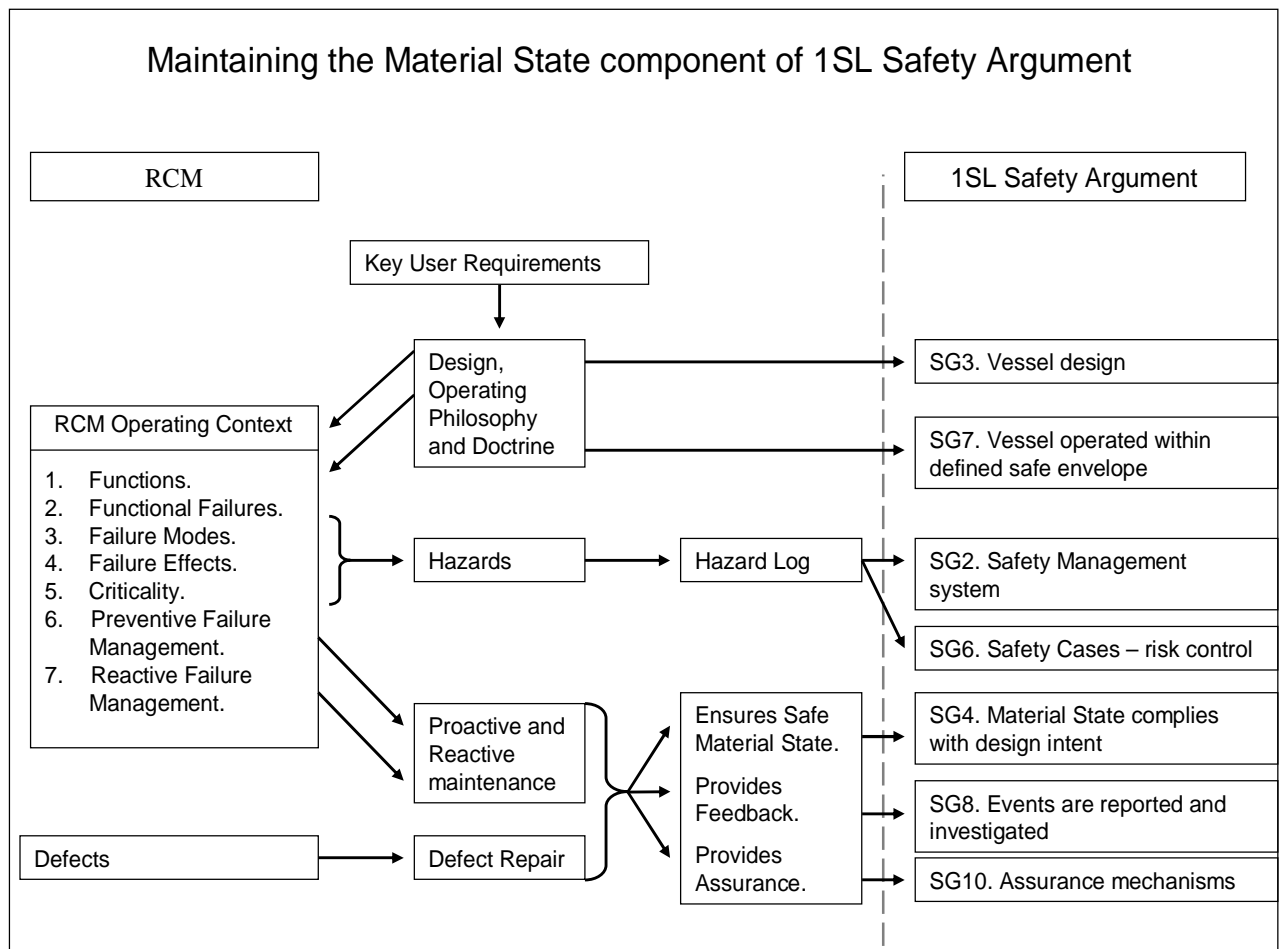 Maintaining the Material State component of 1SL Safety Argument
RCM
1SL Safety Argument
Key User Requirements
Design,
Operating
Philosophy
and Doctrine
SG3. Vessel design
SG7. Vessel operated within
defined safe envelope
RCM Operating Context
1. Functions.
2. Functional Failures.
3. Failure Modes.
4. Failure Effects.
5. Criticality.
6. Preventive Failure
Management.
7. Reactive Failure
Management.
Hazards
Hazard Log
SG2. Safety Management
system
SG6. Safety Cases – risk control
Proactive and
Reactive
maintenance
Ensures Safe
Material State.
Provides
Feedback.
Provides
Assurance.
SG4. Material State complies
with design intent
SG8. Events are reported and
investigated
SG10. Assurance mechanisms
Defects
Defect Repair